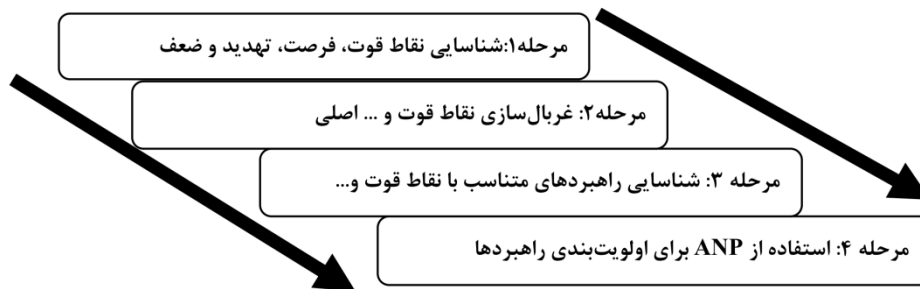 مرحله۱:شناسایی نقاط قوت، فرصت، تهدید و ضعف
مرحله۲: غربال‌سازی نقاط قوت و ... اصلی
مرحله ۳: شناسایی راهبردهای متناسب با نقاط قوت و...
مرحله ۴: استفاده از ANP برای اولویت‌بندی راهبردها